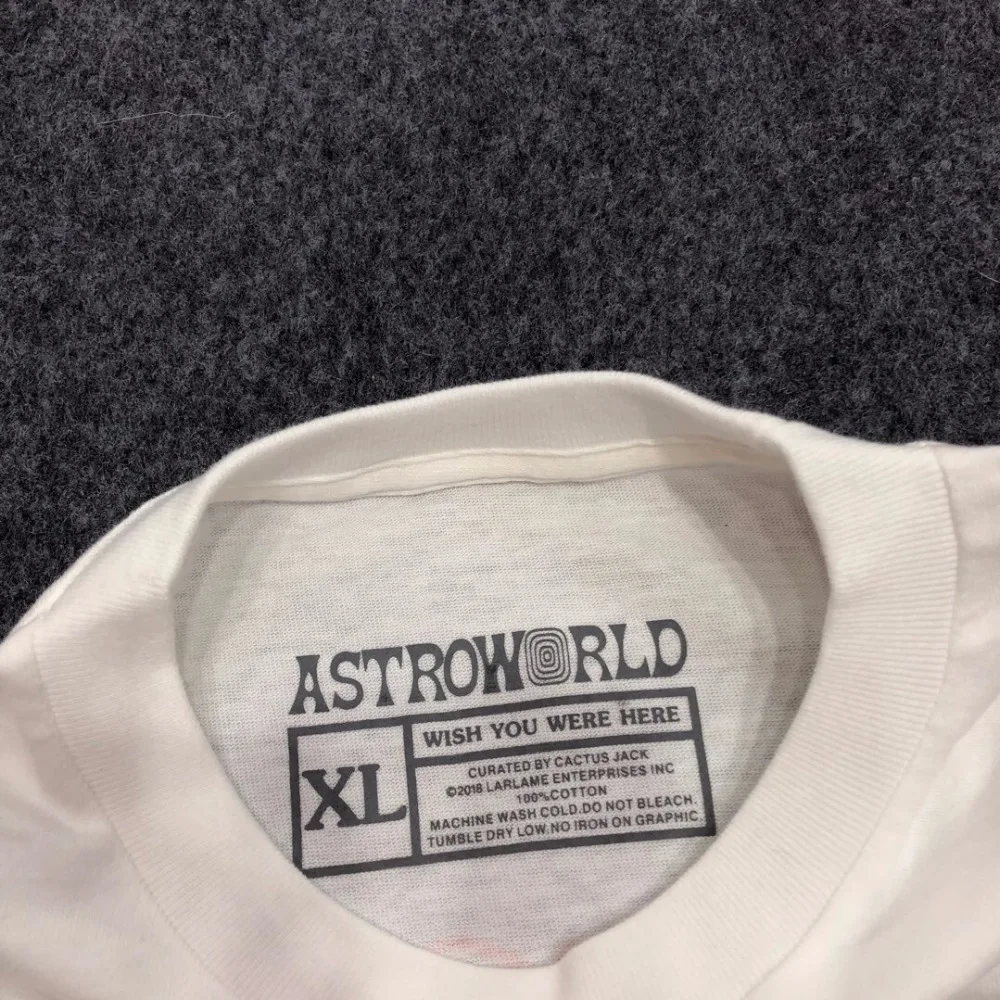 ASTROWORLD
XL
WISH YOU WERE HERE
CURATED BY CACTUS JACK
©2018 LARLAME ENTERPRISES INC
100%COTTON
MACHINE WASH COLD.DO NOT BLEACH.
TUMBLE DRY LOW.NO IRON ON GRAPHIC.